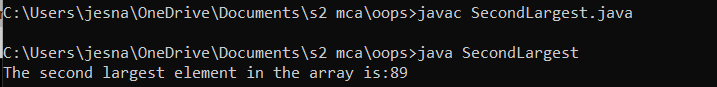 C:\Users\jesna\OneDrive\Documents\s2 mca\oops>javac SecondLargest.java
C:\Users\jesna\OneDrive\Documents\s2 mca\oops>java SecondLargest
The second largest element in the array is:89